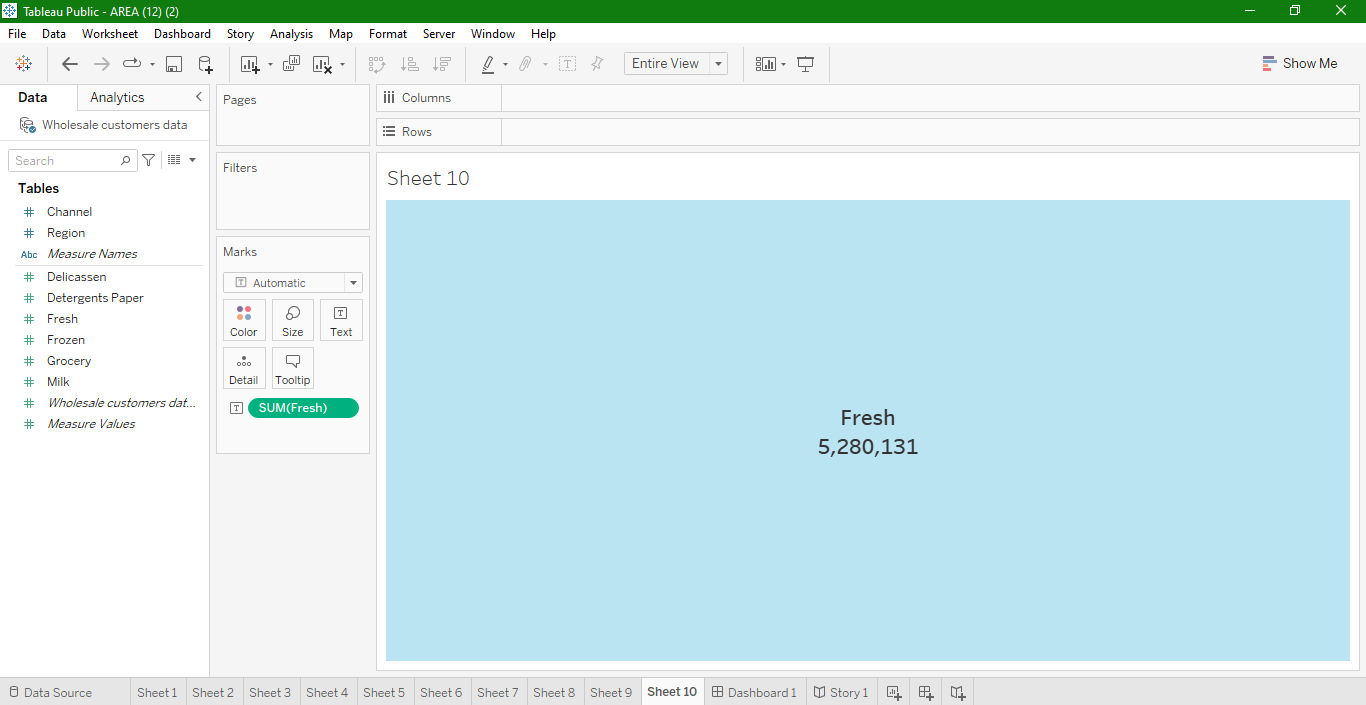 Tableau Public - AREA (12) (2)
File Data Worksheet Dashboard Story Analysis Map Format Server Window Help
Entire View
Show Me
Data Analytics
Wholesale customers data
Search
Tables
Channel
Region
Abc Measure Names
Delicassen
Detergents Paper
Fresh
Frozen
Grocery
Milk
Wholesale customers dat...
Measure Values
Pages
Filters
Marks
T Automatic
Color Size Text
Detail Tooltip
T SUM(Fresh)
Columns
Rows
Sheet 10
Fresh
5,280,131
Data Source Sheet 1 Sheet 2 Sheet 3 Sheet 4 Sheet 5 Sheet 6 Sheet 7 Sheet 8 Sheet 9 Sheet 10 Dashboard 1 Story 1